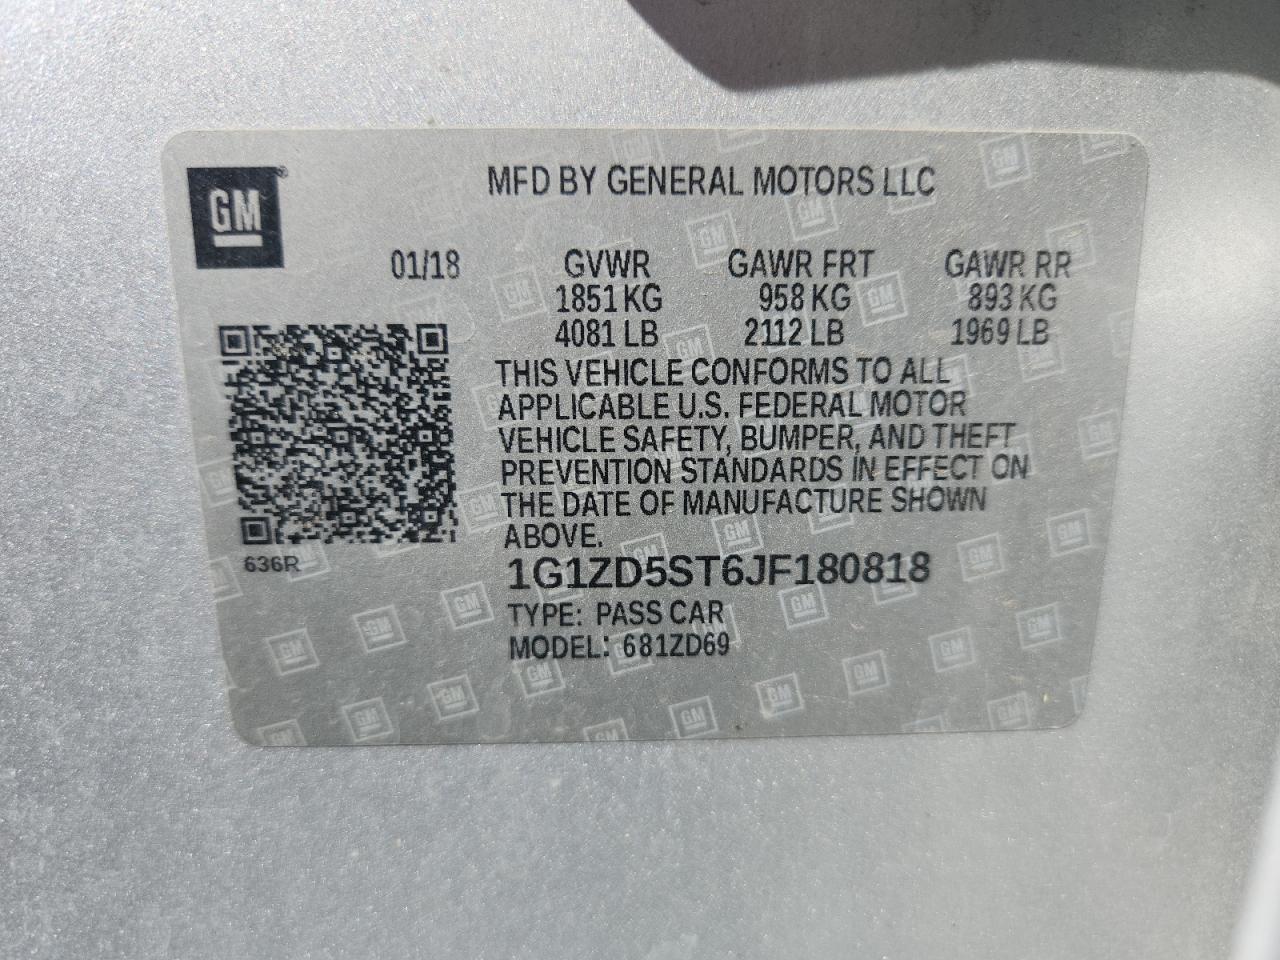 GM
MFD BY GENERAL MOTORS LLC
01/18 GVWR GAWR FRT GAWR RR
1851 KG 958 KG 893 KG
4081 LB 2112 LB 1969 LB
THIS VEHICLE CONFORMS TO ALL
APPLICABLE U.S. FEDERAL MOTOR
VEHICLE SAFETY, BUMPER, AND THEFT
PREVENTION STANDARDS IN EFFECT ON
THE DATE OF MANUFACTURE SHOWN
ABOVE.
636R
1G1ZD5ST6JF180818
TYPE: PASS CAR
MODEL: 681ZD69